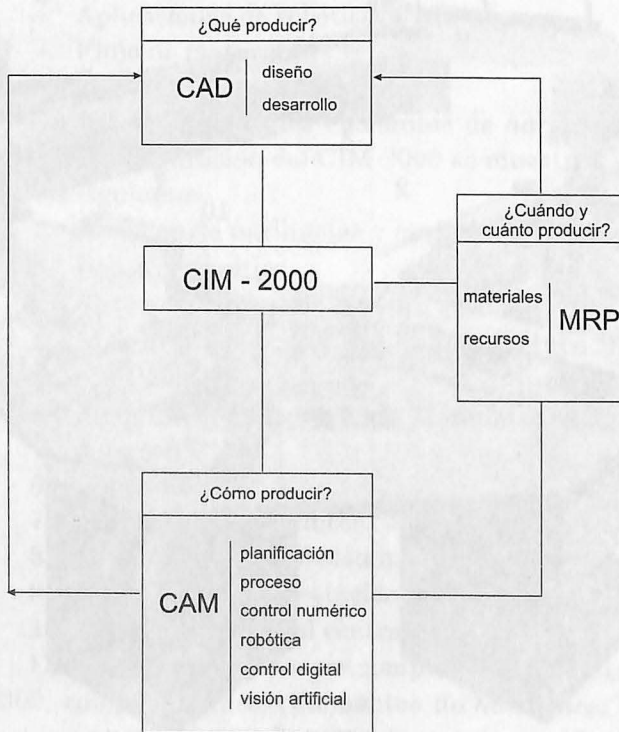 ¿Qué producir?
CAD
diseño
desarrollo
CIM - 2000
¿Cuándo y
cuánto producir?
materiales
recursos
MRP
¿Cómo producir?
CAM
planificación
proceso
control numérico
robótica
control digital
visión artificial